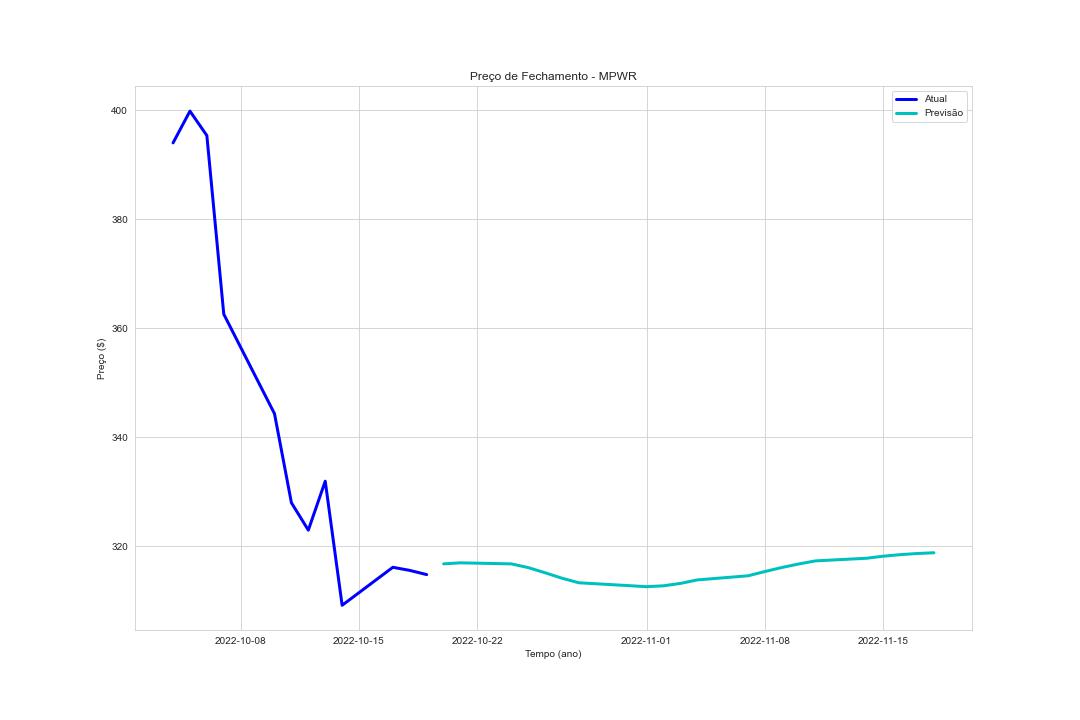 Preço de Fechamento - MPWR
Atual
Previsão
400
380
360
340
320
Preço ($)
2022-10-08
2022-10-15
2022-10-22
2022-11-01
2022-11-08
2022-11-15
Tempo (ano)